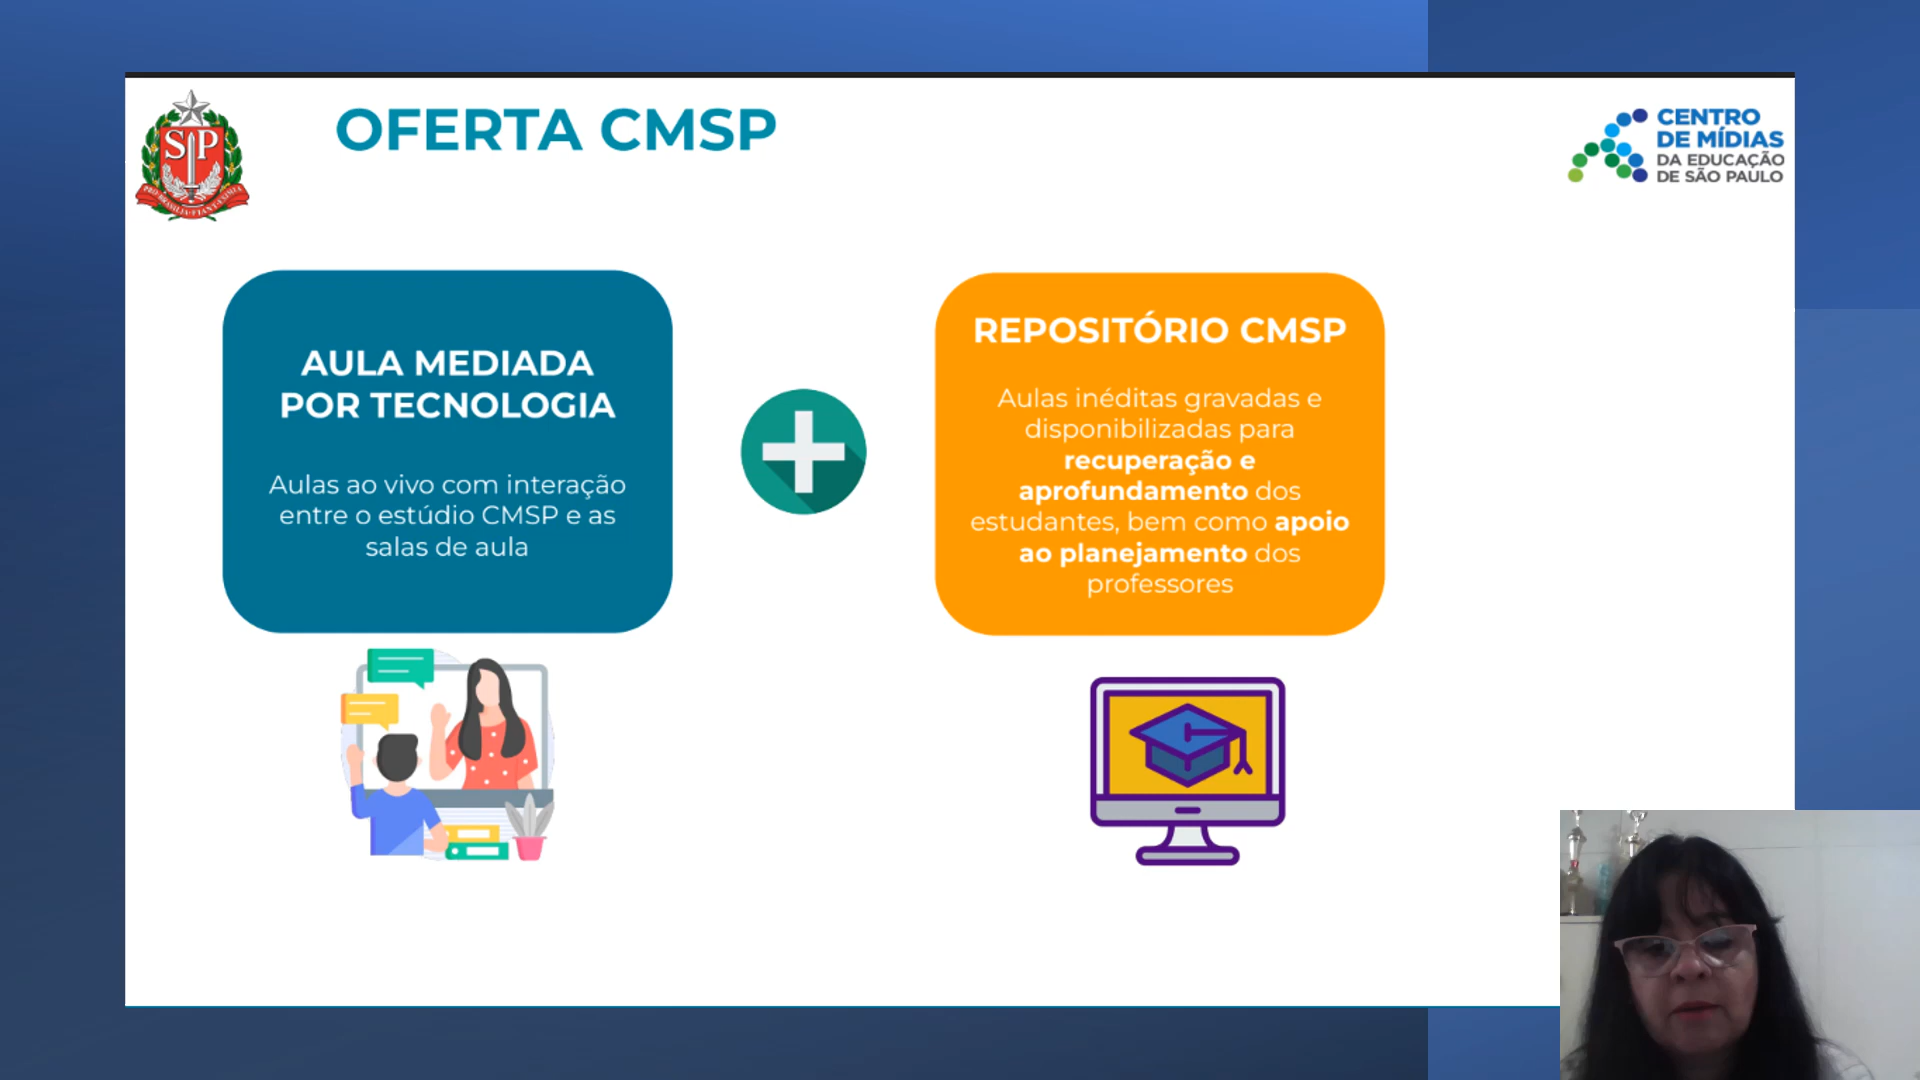 OFERTA CMSP
SP
CENTRO
DE MÍDIAS
DA EDUCAÇÃO
DE SÃO PAULO
AULA MEDIADA
POR TECNOLOGIA
Aulas ao vivo com interação
entre o estúdio CMSP e as
salas de aula
REPOSITÓRIO CMSP
Aulas inéditas gravadas e
disponibilizadas para
recuperação e
aprofundamento dos
estudantes, bem como apoio
ao planejamento dos
professores